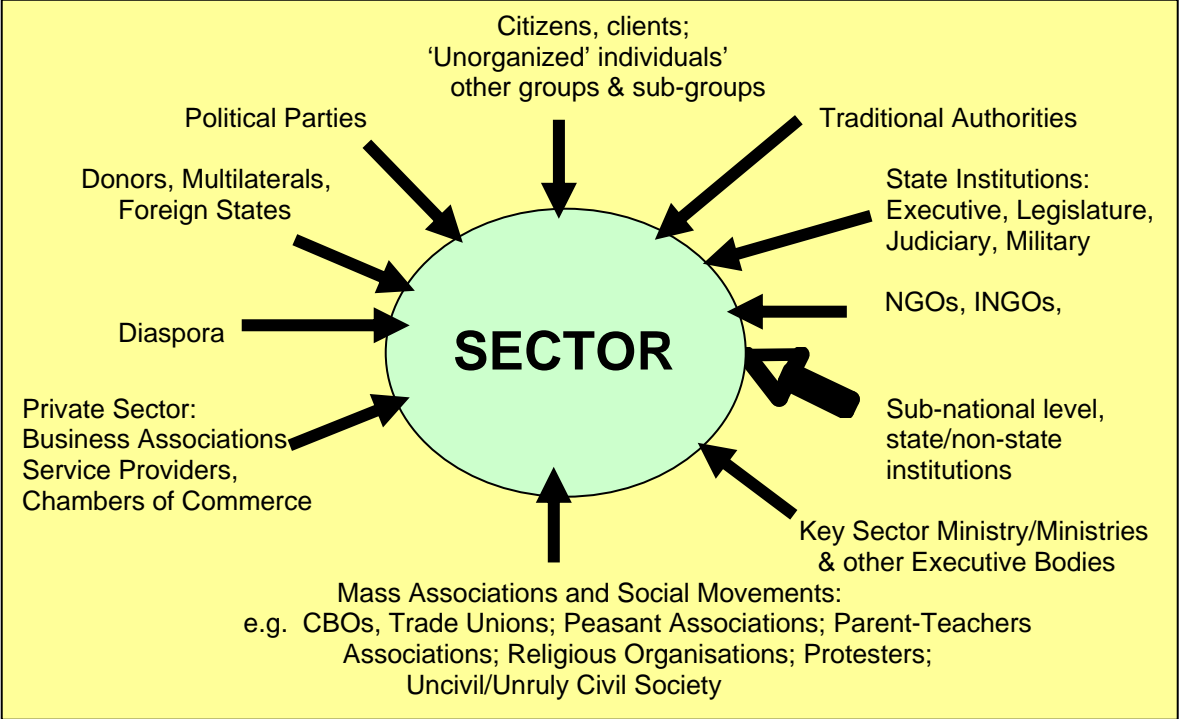 Citizens, clients;
‘Unorganized’ individuals’
other groups & sub-groups
Political Parties
Traditional Authorities
Donors, Multilaterals,
Foreign States
State Institutions:
Executive, Legislature,
Judiciary, Military
NGOs, INGOs,
Diaspora
SECTOR
Private Sector:
Business Associations
Service Providers,
Chambers of Commerce
Sub-national level,
state/non-state
institutions
Key Sector Ministry/Ministries
& other Executive Bodies
Mass Associations and Social Movements:
e.g. CBOs, Trade Unions; Peasant Associations; Parent-Teachers
Associations; Religious Organisations; Protesters;
Uncivil/Unruly Civil Society